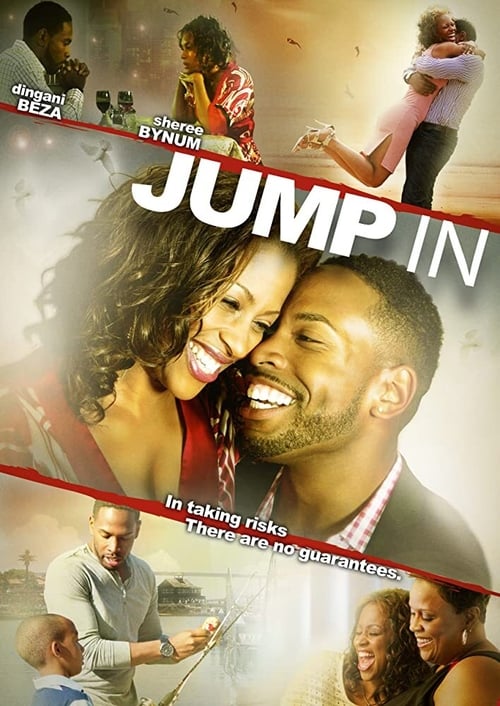 dingani
BEZA
sheree
BYNUM
JUMP IN
In taking risks
There are no guarantees.